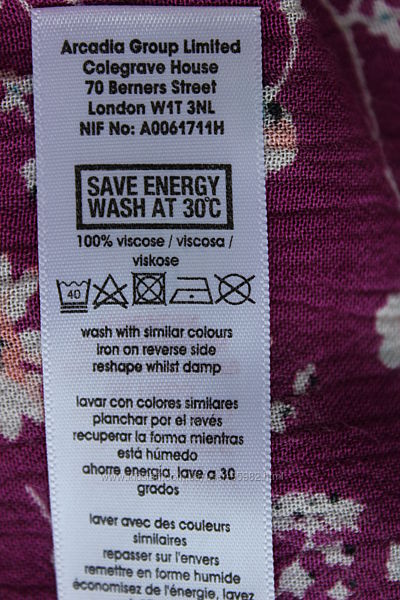 Arcadia Group Limited
Colegrave House
70 Berners Street
London W1T 3NL
NIF No: A0061711H
SAVE ENERGY
WASH AT 30°C
100% viscose / viscosa /
viskose
40
wash with similar colours
iron on reverse side
reshape whilst damp
lavar con colores similares
planchar por el revés
recuperar la forma mientras
está húmedo
ahorre energía, lave a 30
grados
laver avec des couleurs
similaires
repasser sur l'envers
remettre en forme humide
économisez de l'énergie, lavez